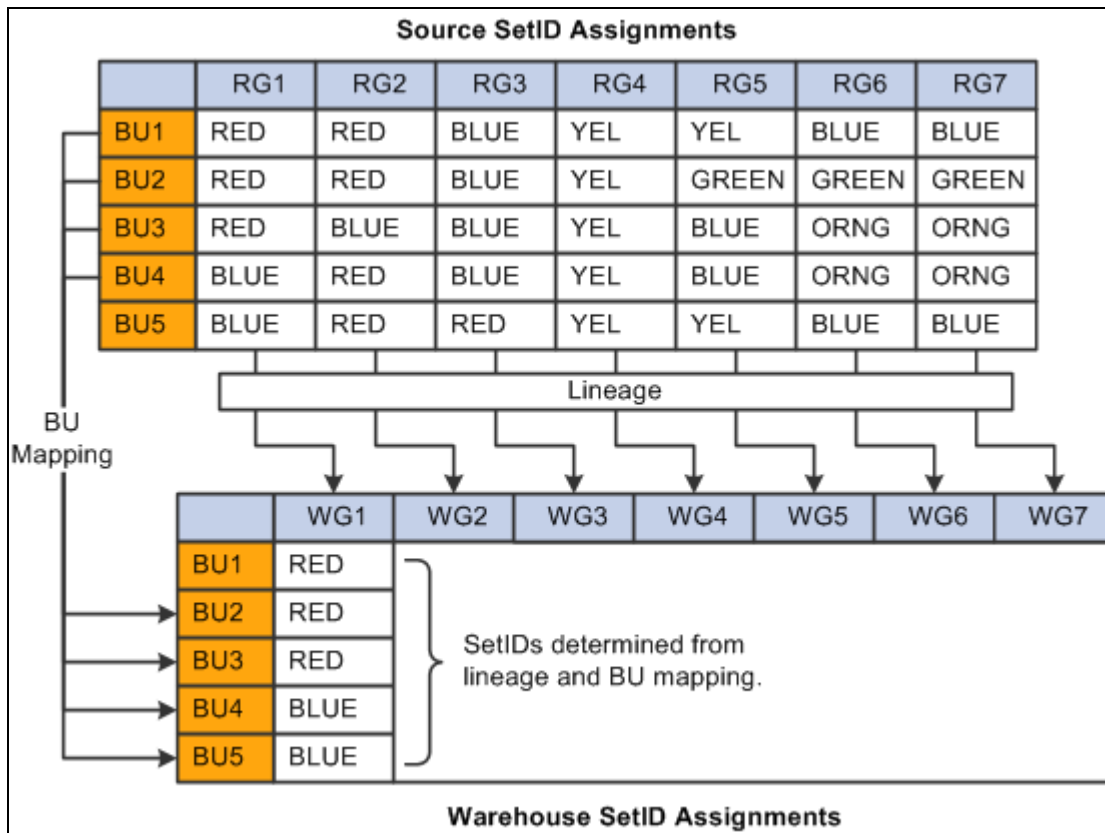 Source SetID Assignments
RG1 RG2 RG3 RG4 RG5 RG6 RG7
BU1 RED RED BLUE YEL YEL BLUE BLUE
BU2 RED RED BLUE YEL GREEN GREEN GREEN
BU3 RED BLUE BLUE YEL BLUE ORNG ORNG
BU4 BLUE RED BLUE YEL BLUE ORNG ORNG
BU5 BLUE RED RED YEL YEL BLUE BLUE
Lineage
BU
Mapping
WG1 WG2 WG3 WG4 WG5 WG6 WG7
BU1 RED
BU2 RED
BU3 RED
BU4 BLUE
BU5 BLUE
SetIDs determined from
lineage and BU mapping.
Warehouse SetID Assignments